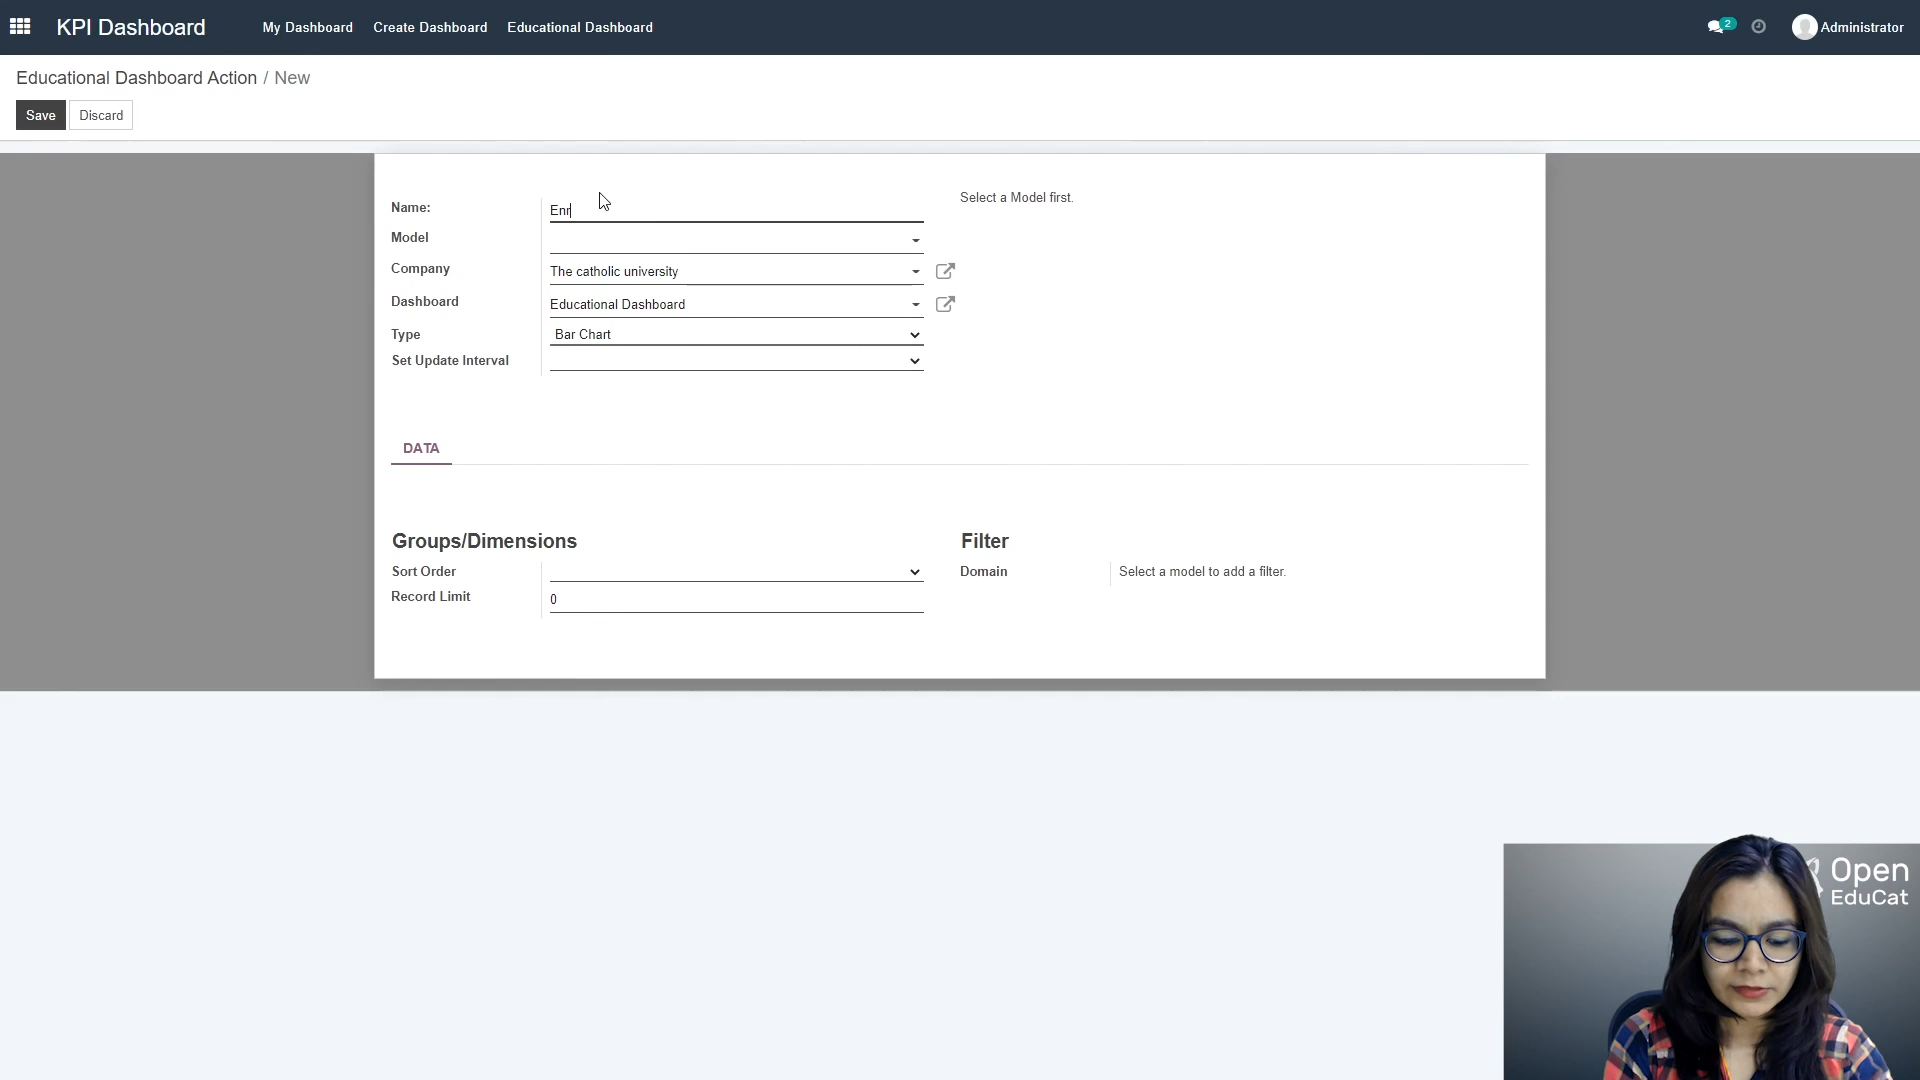 KPI Dashboard
My Dashboard
Create Dashboard
Educational Dashboard
2
Administrator
Educational Dashboard Action / New
Save
Discard
Name:
Enr
Select a Model first.
Model
Company
The catholic university
Dashboard
Educational Dashboard
Type
Bar Chart
Set Update Interval
DATA
Groups/Dimensions
Filter
Sort Order
Domain
Select a model to add a filter.
Record Limit
0
Open
EduCat